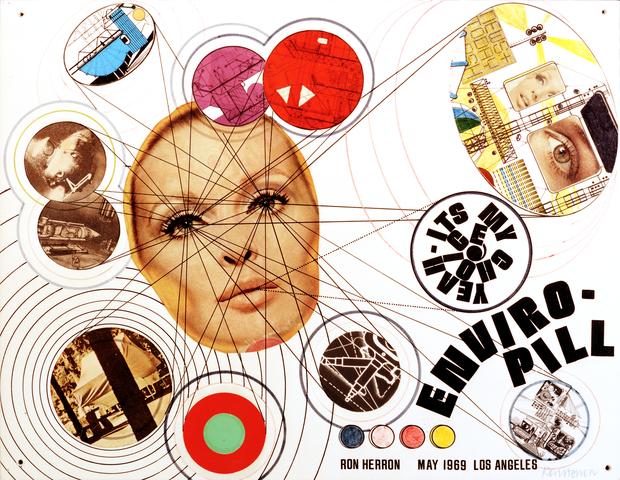 YEAH-ITS MY CHOICE
ENVIRO-
PILL
RON HERRON MAY 1969 LOS ANGELES